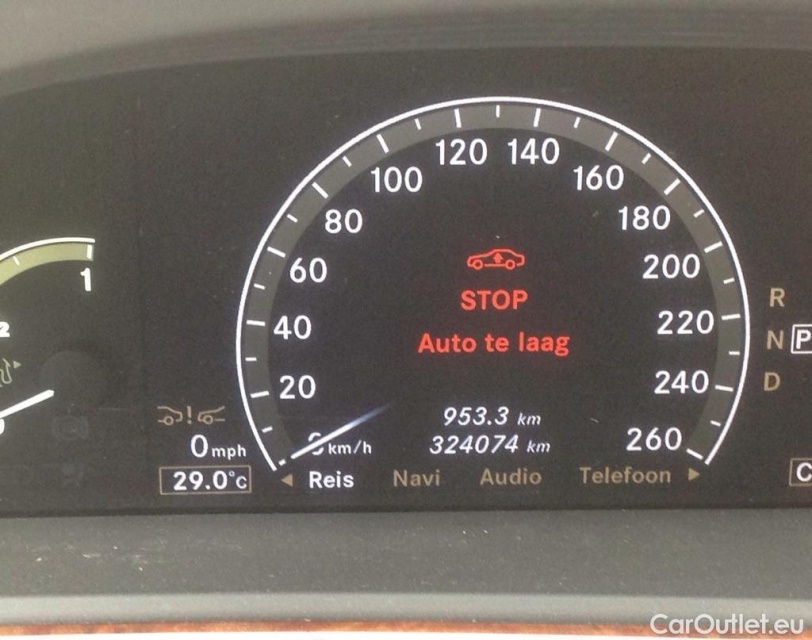 120 140
100 160
80 180
60 200
1
STOP
R
40 220
N P
Auto te laag
20 240
D
953.3 km
0 mph km/h 324074 km 260
29.0°C Reis Navi Audio Telefoon C
CarOutlet.eu